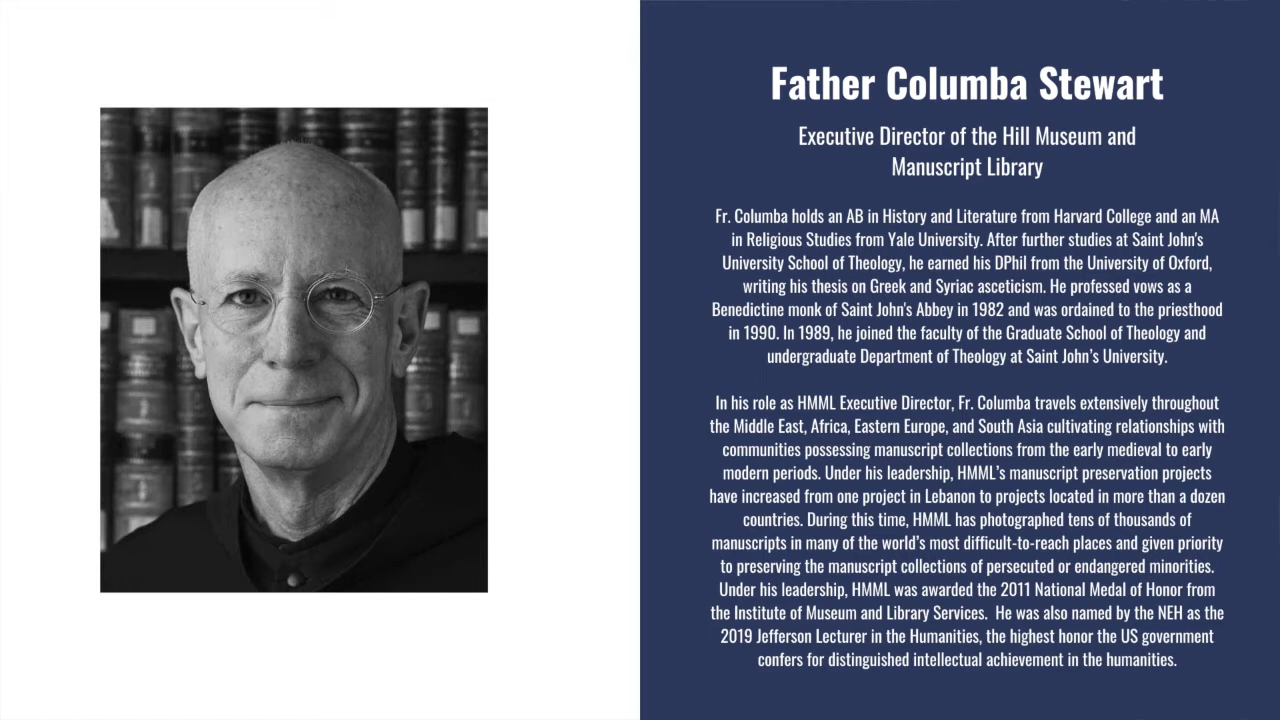 Father Columba Stewart
Executive Director of the Hill Museum and
Manuscript Library
Fr. Columba holds an AB in History and Literature from Harvard College and an MA
in Religious Studies from Yale University. After further studies at Saint John's
University School of Theology, he earned his DPhil from the University of Oxford,
writing his thesis on Greek and Syriac asceticism. He professed vows as a
Benedictine monk of Saint John's Abbey in 1982 and was ordained to the priesthood
in 1990. In 1989, he joined the faculty of the Graduate School of Theology and
undergraduate Department of Theology at Saint John’s University.
In his role as HMML Executive Director, Fr. Columba travels extensively throughout
the Middle East, Africa, Eastern Europe, and South Asia cultivating relationships with
communities possessing manuscript collections from the early medieval to early
modern periods. Under his leadership, HMML’s manuscript preservation projects
have increased from one project in Lebanon to projects located in more than a dozen
countries. During this time, HMML has photographed tens of thousands of
manuscripts in many of the world’s most difficult-to-reach places and given priority
to preserving the manuscript collections of persecuted or endangered minorities.
Under his leadership, HMML was awarded the 2011 National Medal of Honor from
the Institute of Museum and Library Services.  He was also named by the NEH as the
2019 Jefferson Lecturer in the Humanities, the highest honor the US government
confers for distinguished intellectual achievement in the humanities.